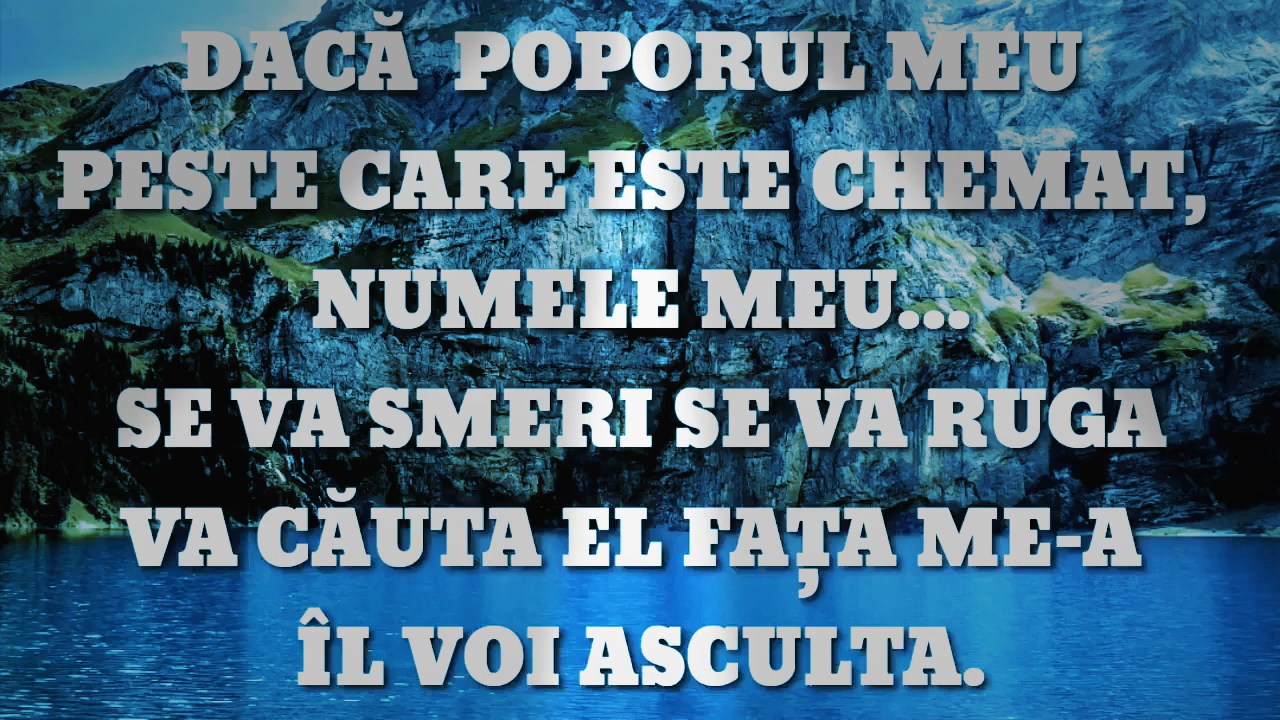 DACĂ POPORUL MEU
PESTE CARE ESTE CHEMAT,
NUMELE MEU...
SE VA SMERI SE VA RUGA
VA CĂUTA EL FAȚA ME-A
ÎL VOI ASCULTA.